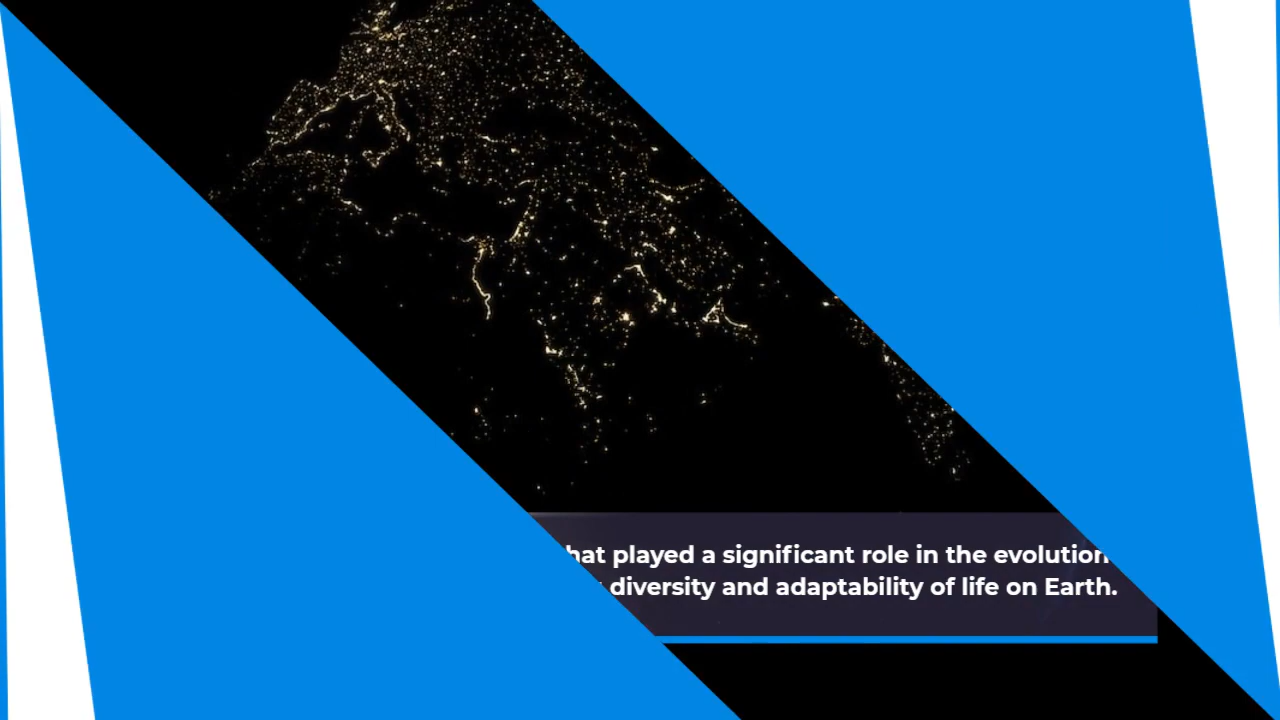 played a significant role in the evolution
diversity and adaptability of life on Earth.